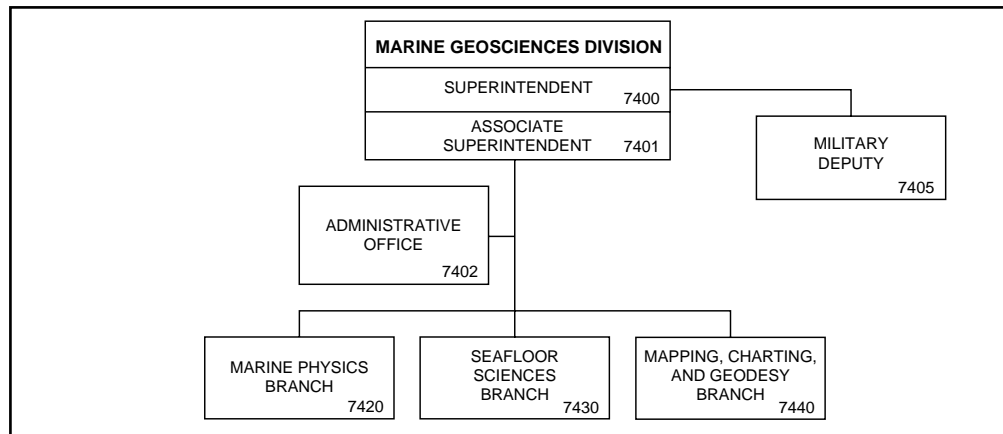 MARINE GEOSCIENCES DIVISION
SUPERINTENDENT
7400
ASSOCIATE
SUPERINTENDENT
7401
MILITARY
DEPUTY
7405
ADMINISTRATIVE
OFFICE
7402
MARINE PHYSICS
BRANCH
7420
SEAFLOOR
SCIENCES
BRANCH
7430
MAPPING, CHARTING,
AND GEODESY
BRANCH
7440